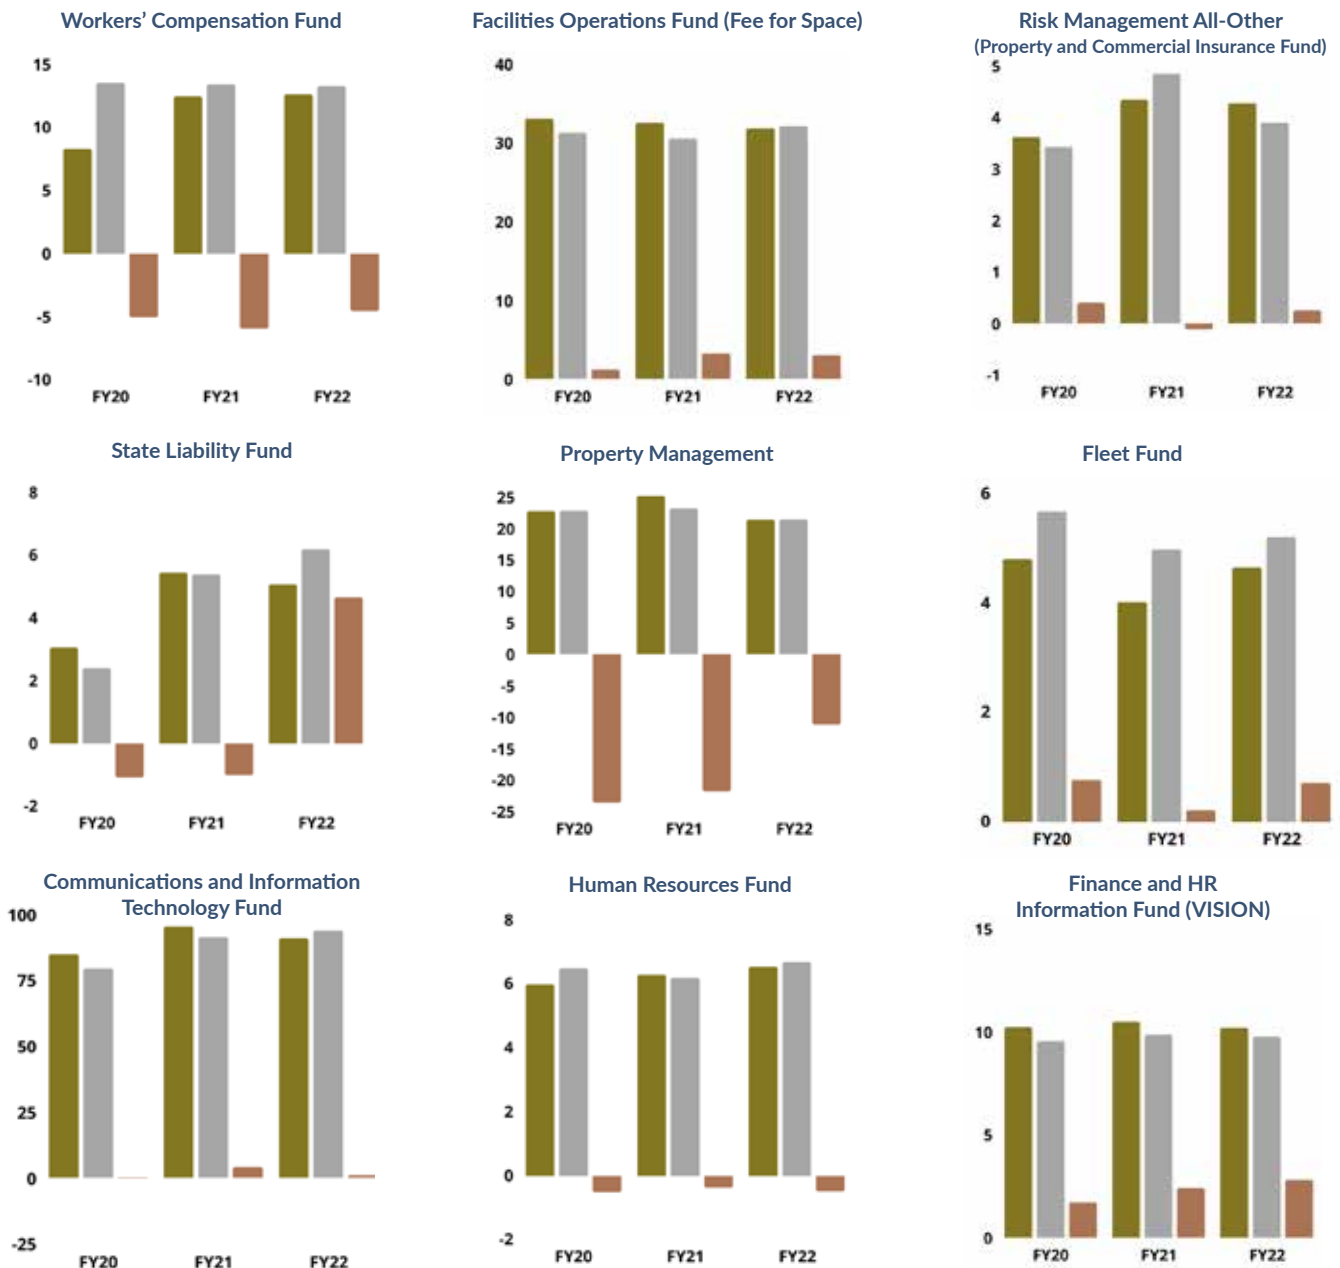 Workers' Compensation Fund
15
10
5
0
-5
-10
FY20 FY21 FY22
Facilities Operations Fund (Fee for Space)
40
30
20
10
0
FY20 FY21 FY22
Risk Management All-Other
(Property and Commercial Insurance Fund)
5
4
3
2
1
0
-1
FY20 FY21 FY22
State Liability Fund
8
6
4
2
0
-2
FY20 FY21 FY22
Property Management
25
20
15
10
5
0
-5
-10
-15
-20
-25
FY20 FY21 FY22
Fleet Fund
6
4
2
0
FY20 FY21 FY22
Communications and Information
Technology Fund
100
75
50
25
0
-25
FY20 FY21 FY22
Human Resources Fund
8
6
4
2
0
-2
FY20 FY21 FY22
Finance and HR
Information Fund (VISION)
15
10
5
0
FY20 FY21 FY22